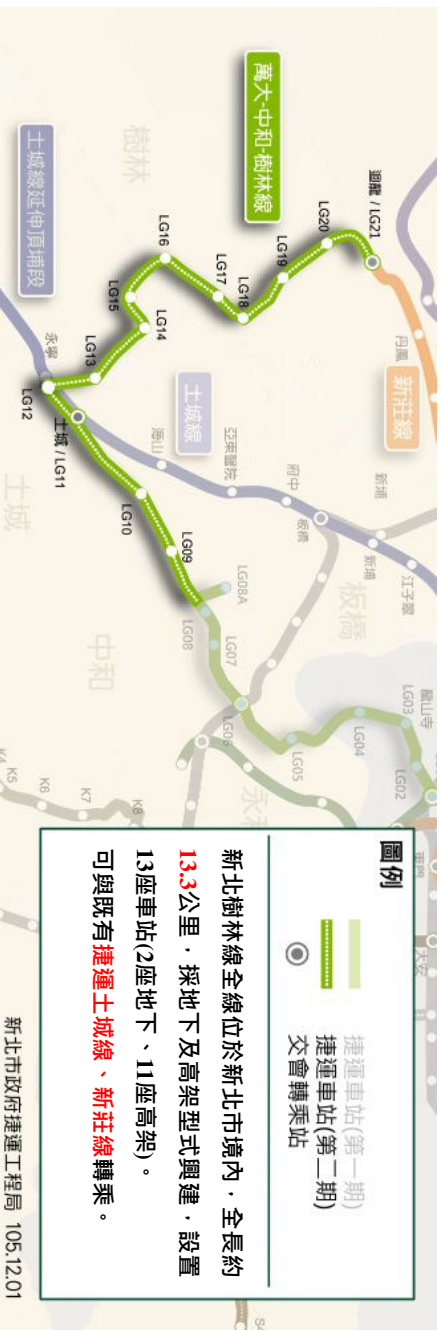 萬大-中和-樹林線
土城線延伸頂埔段
土城線
新莊線
樹林
土城
中和
板橋
迴龍 / LG21
丹鳳
LG20
LG19
LG18
LG17
LG16
LG15
LG14
LG13
LG12
永寧
土城 / LG11
海山
亞東醫院
府中
板橋
新埔
新埔
江子翠
龍山寺
LG10
LG09
LG08A
LG08
LG07
LG06
LG05
LG04
LG03
LG02
西門
大安
K5
K6
K7
K8
圖例
捷運車站(第一期)
捷運車站(第二期)
交會轉乘站
新北樹林線全線位於新北市境內，全長約
13.3公里，採地下及高架型式興建，設置
13座車站(2座地下、11座高架)。
可與既有捷運土城線、新莊線轉乘。
新北市政府捷運工程局 105.12.01